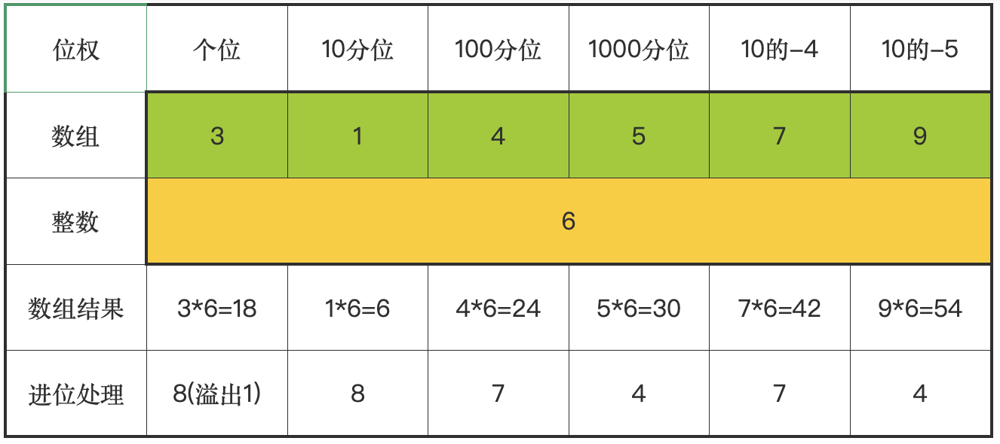 位权 个位 10分位 100分位 1000分位 10的-4 10的-5
数组 3 1 4 5 7 9
整数 6
数组结果 3*6=18 1*6=6 4*6=24 5*6=30 7*6=42 9*6=54
进位处理 8(溢出1) 8 7 4 7 4